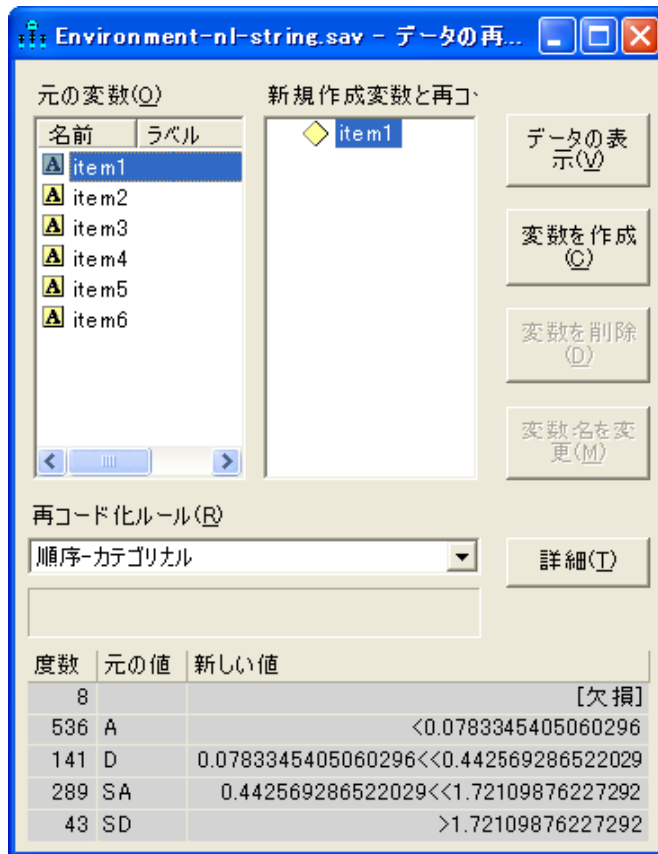 Environment-nl-string.sav - データの再...
元の変数(O)
新規作成変数と再コ
名前 ラベル
item1
item2
item3
item4
item5
item6
item1
データの表
示(V)
変数を作成
(C)
変数を削除
(D)
変数名を変
更(M)
再コード化ルール(R)
順序-カテゴリカル
詳細(T)
度数 元の値 新しい値
8 [欠損]
536 A <0.0783345405060296
141 D 0.0783345405060296<<0.442569286522029
289 SA 0.442569286522029<<1.72109876227292
43 SD >1.72109876227292